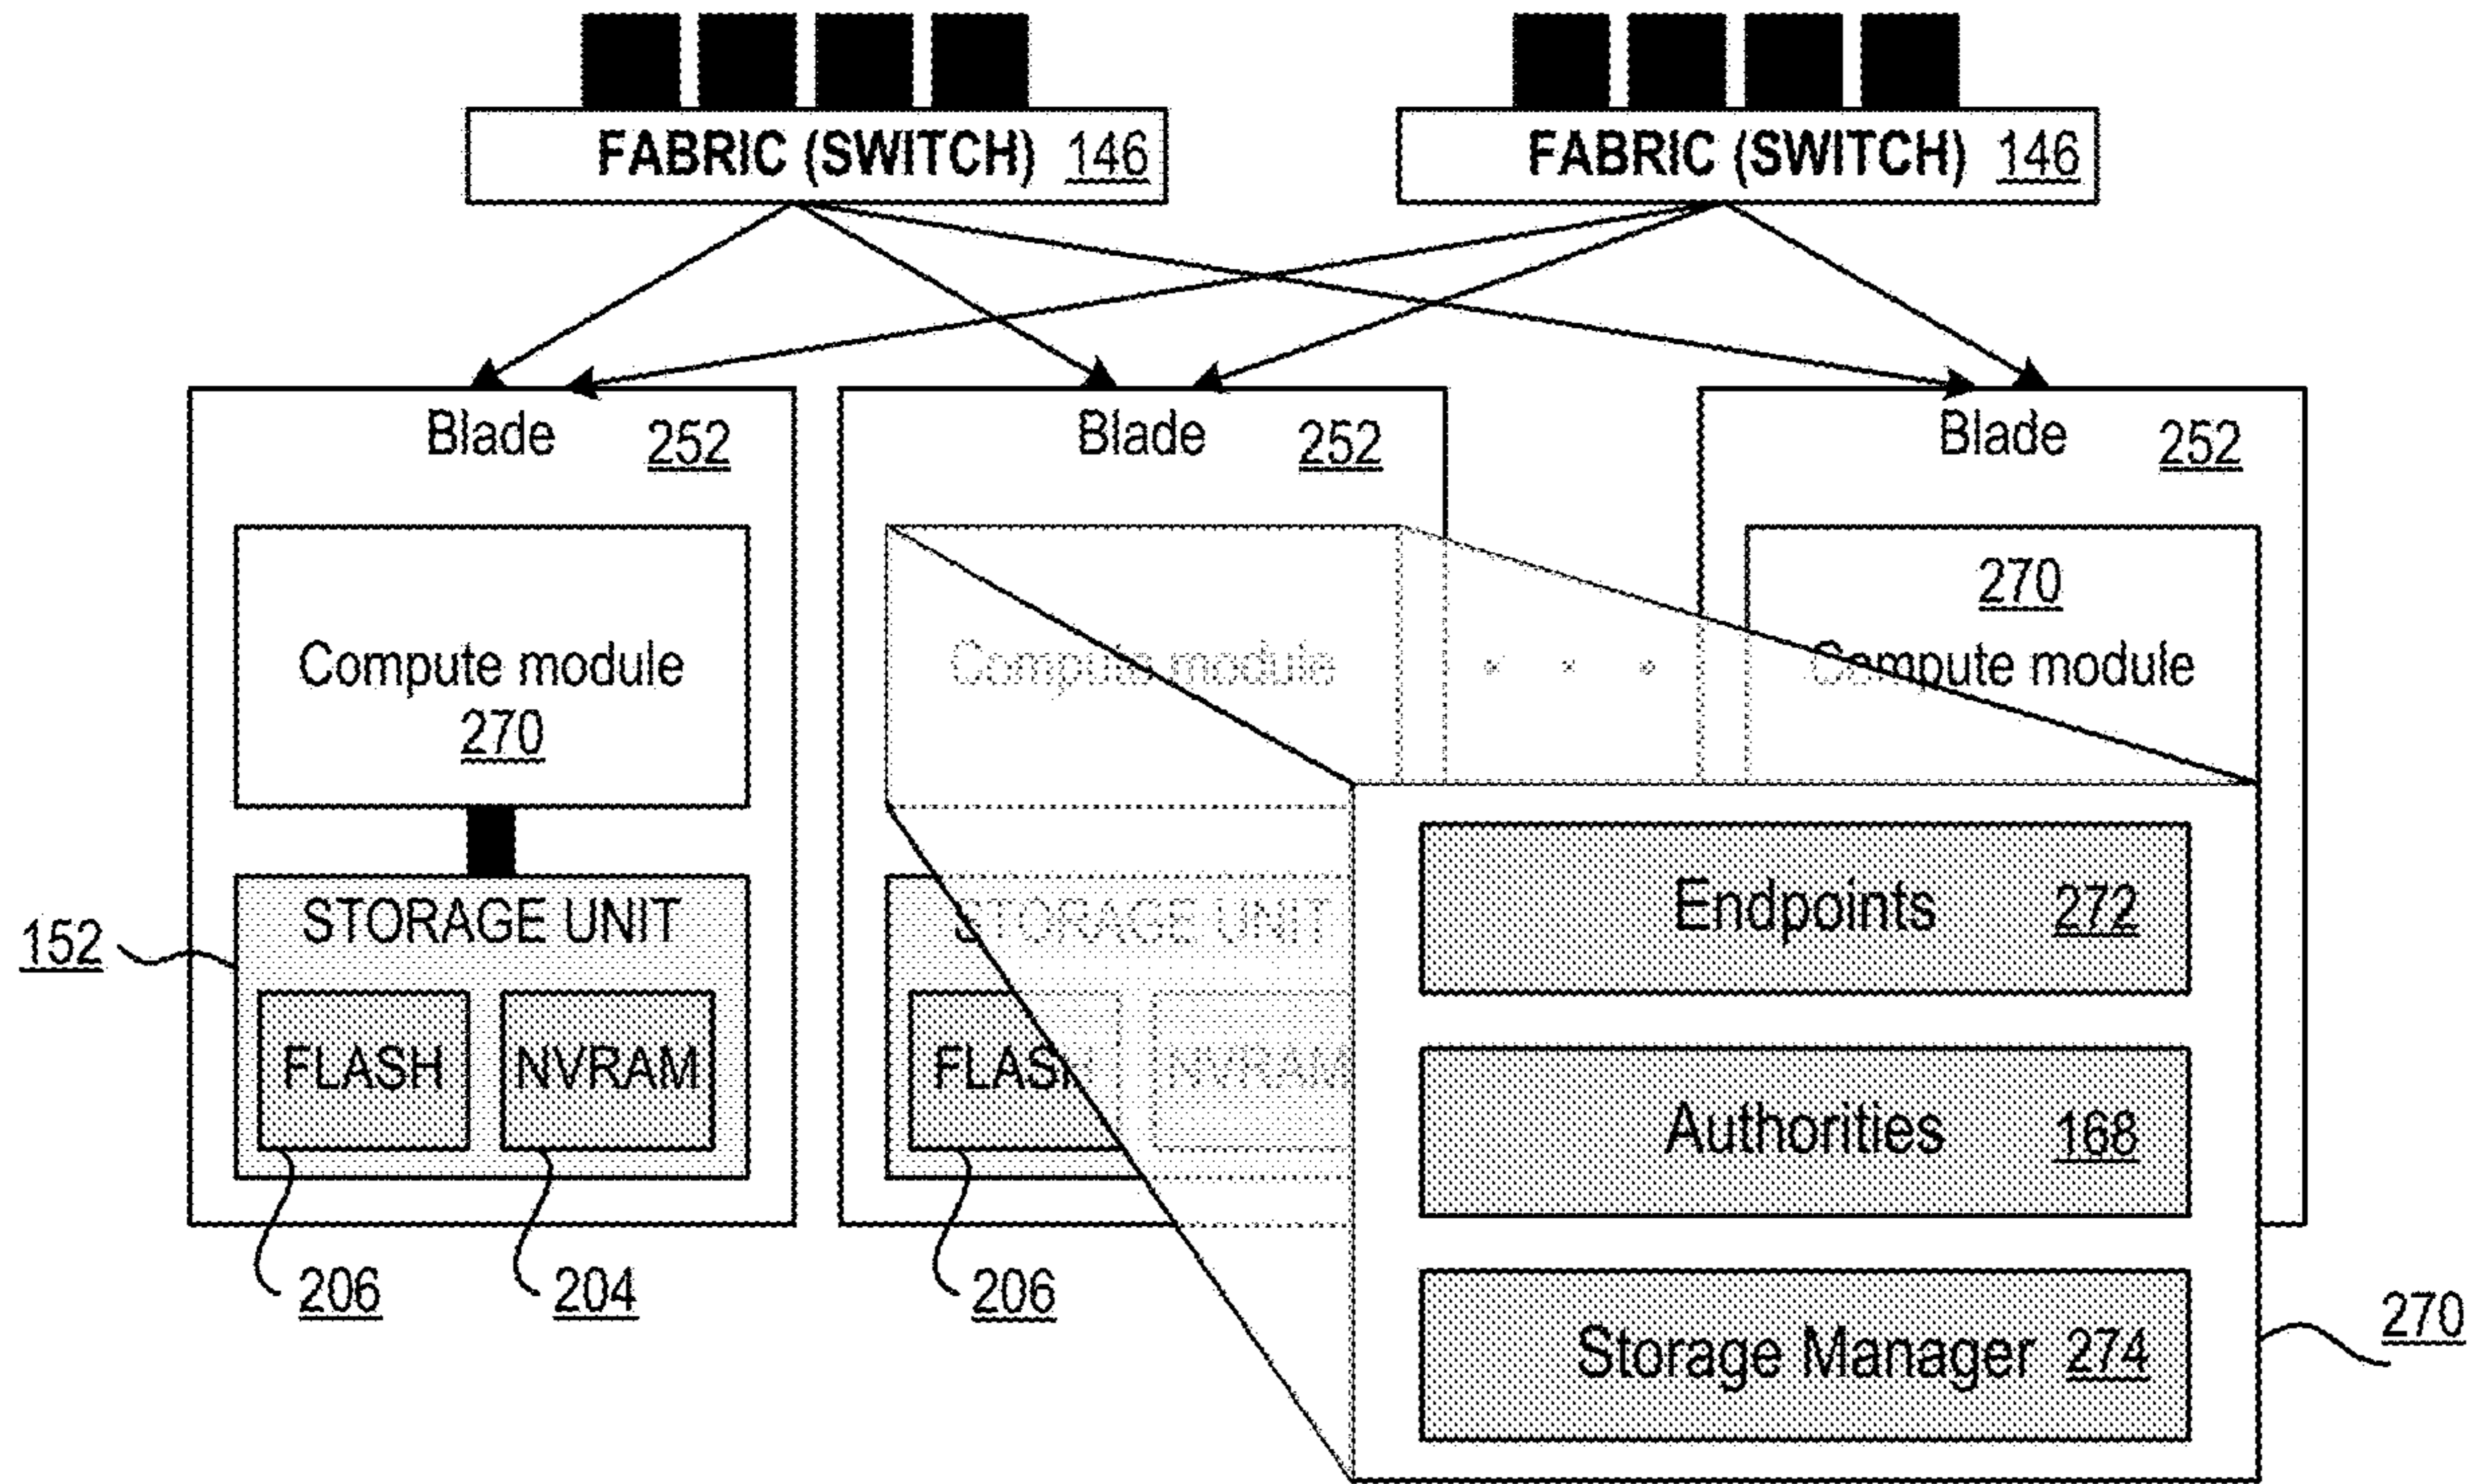 FABRIC (SWITCH) 146
FABRIC (SWITCH) 146
Blade 252
Blade 252
Blade 252
Compute module
270
Compute module
270
Compute module
152
STORAGE UNIT
FLASH
NVRAM
STORAGE UNIT
FLASH
NVRAM
Endpoints 272
Authorities 168
Storage Manager 274
206
204
206
270